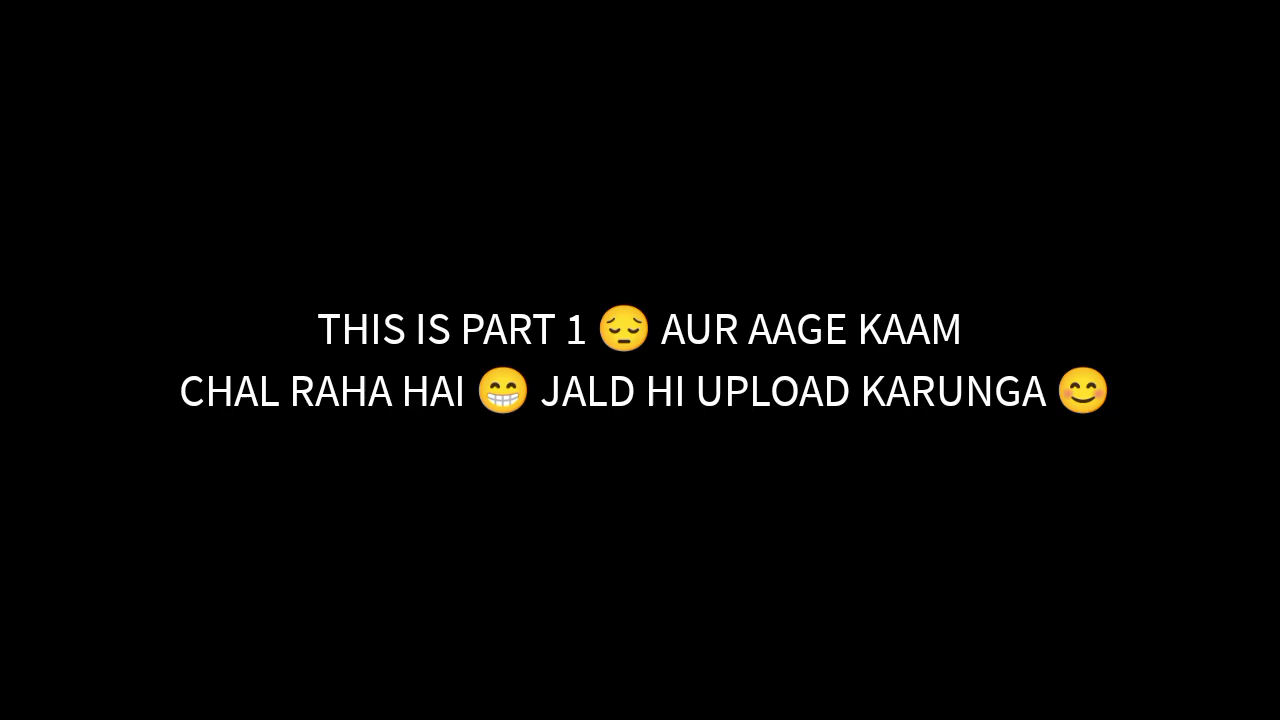 THIS IS PART 1 😔 AUR AAGE KAAM
CHAL RAHA HAI 😁 JALD HI UPLOAD KARUNGA 😊